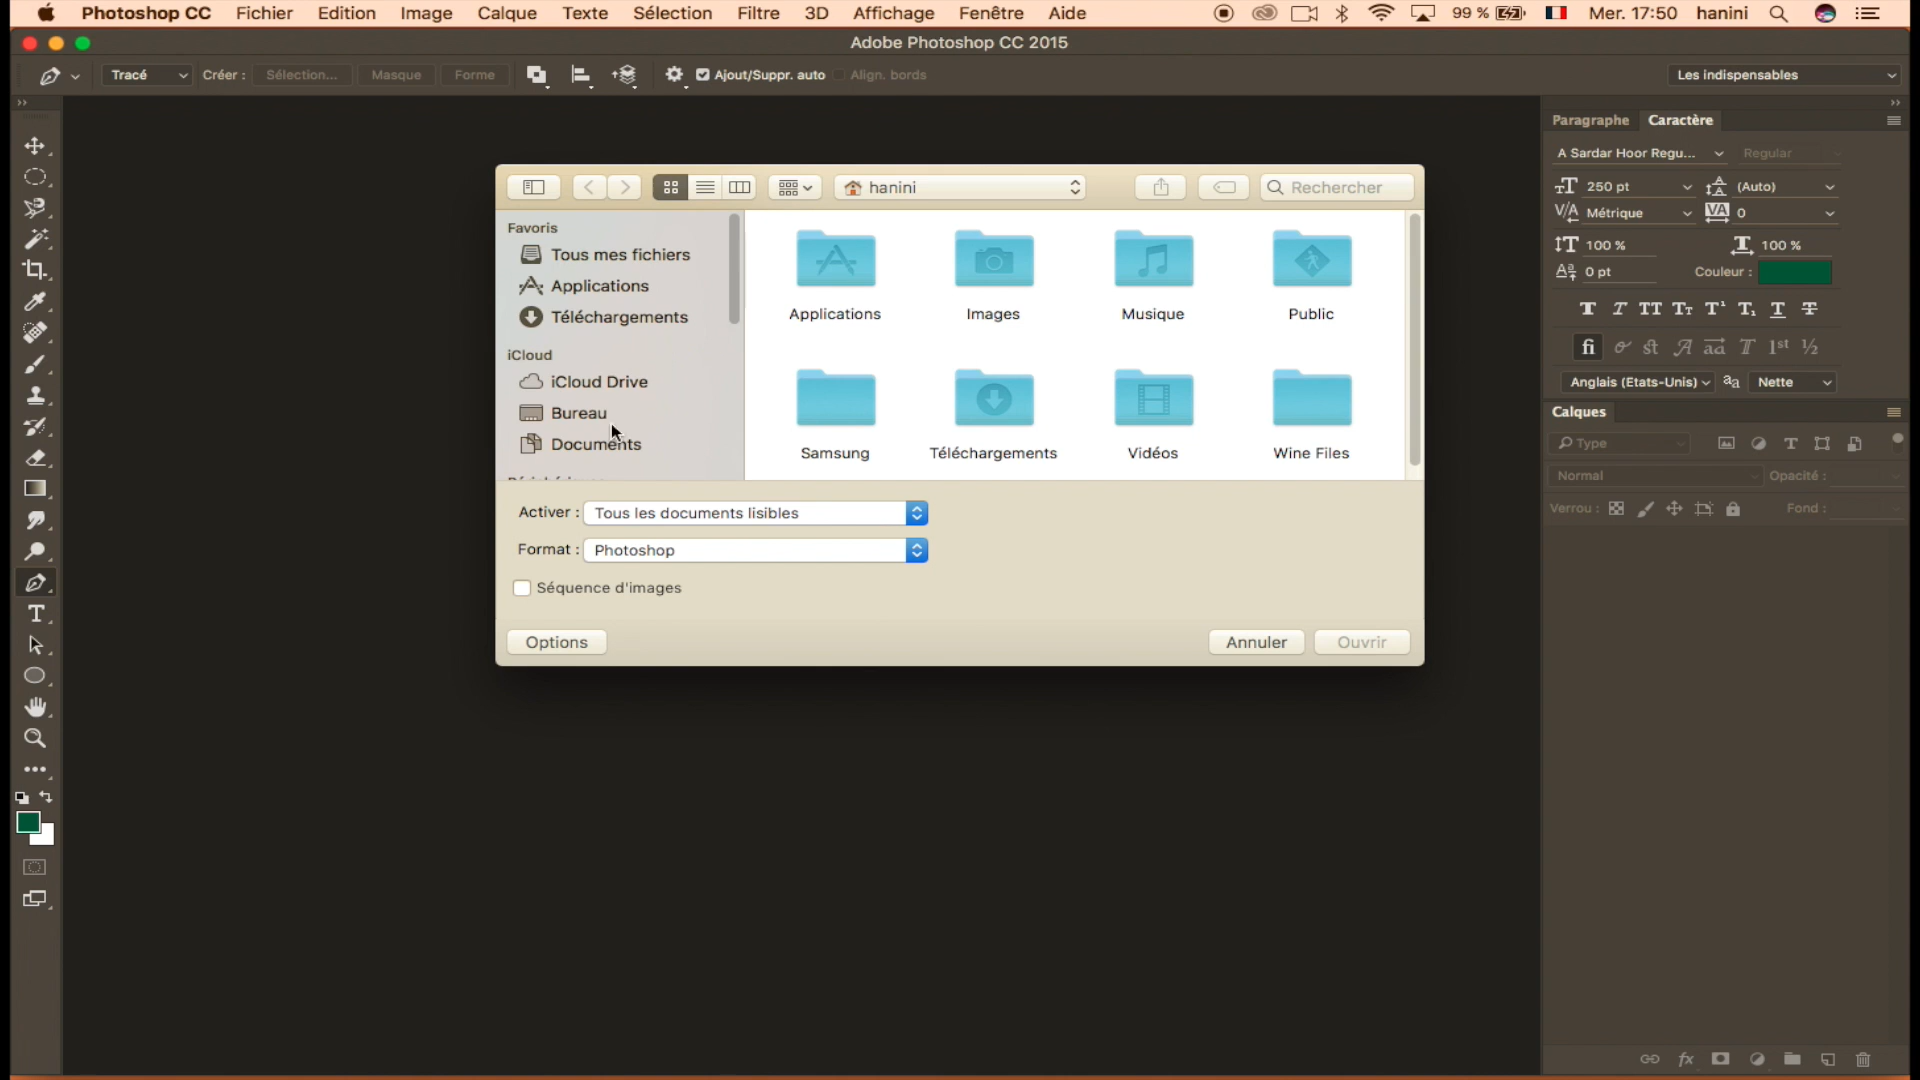 Photoshop CC Fichier Edition Image Calque Texte Sélection Filtre 3D Affichage Fenêtre Aide 99 % Mer. 17:50 hanini
Adobe Photoshop CC 2015
Tracé Créer : Sélection... Masque Forme Ajout/Suppr. auto Align. bords Les indispensables
Paragraphe Caractère
A Sardar Hoor Regu... Regular
250 pt (Auto)
Métrique 0
100 % 100 %
0 pt Couleur :
Anglais (Etats-Unis) Nette
Calques
Type
Normal Opacité :
Verrou : Fond :
hanini Rechercher
Favoris
Tous mes fichiers
Applications
Téléchargements
iCloud
iCloud Drive
Bureau
Documents
Applications Images Musique Public
Samsung Téléchargements Vidéos Wine Files
Activer : Tous les documents lisibles
Format : Photoshop
Séquence d'images
Options Annuler Ouvrir